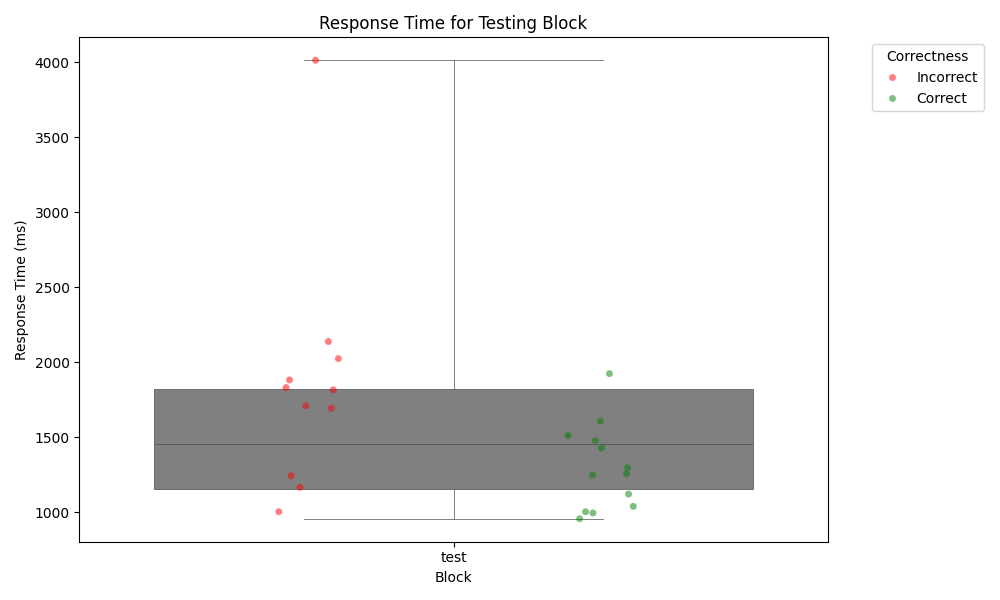 Response Time for Testing Block
Correctness
Incorrect
Correct
Response Time (ms)
4000
3500
3000
2500
2000
1500
1000
test
Block